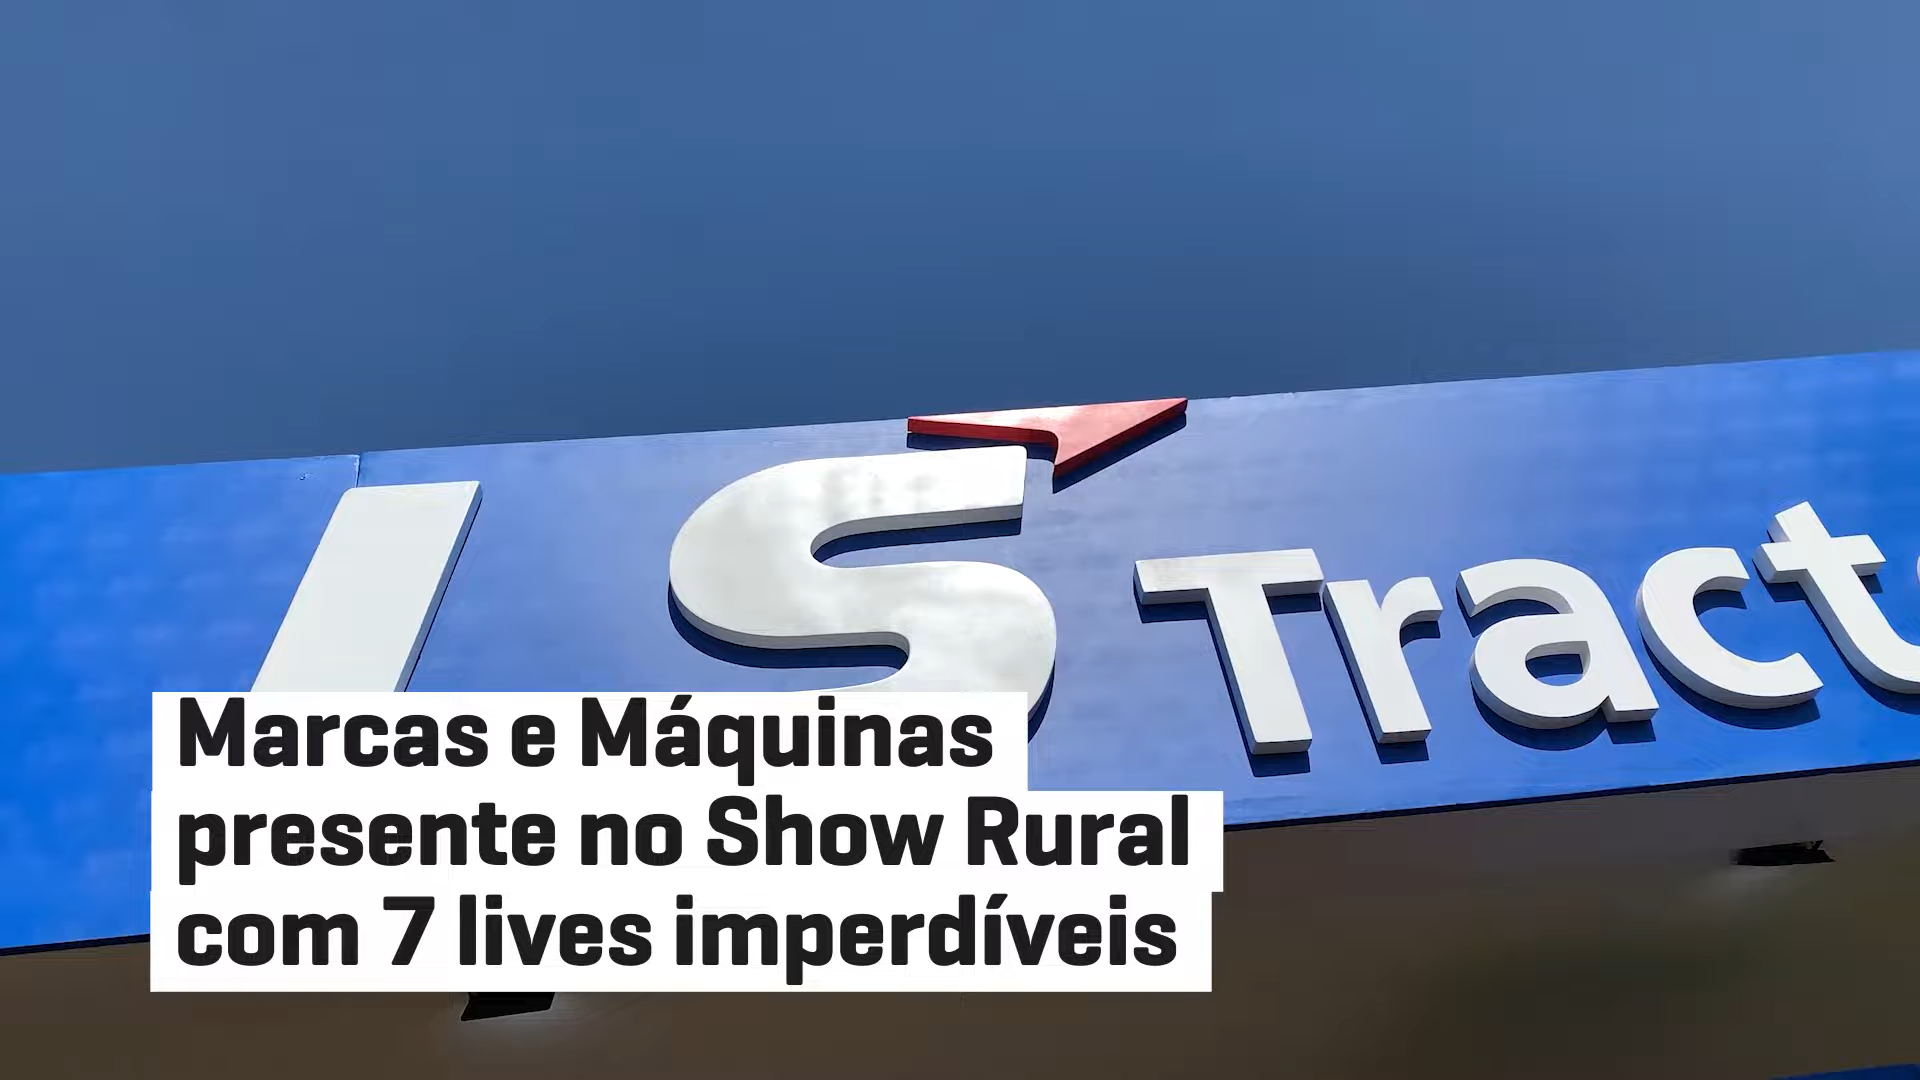 LS Tract
Marcas e Máquinas
presente no Show Rural
com 7 lives imperdíveis